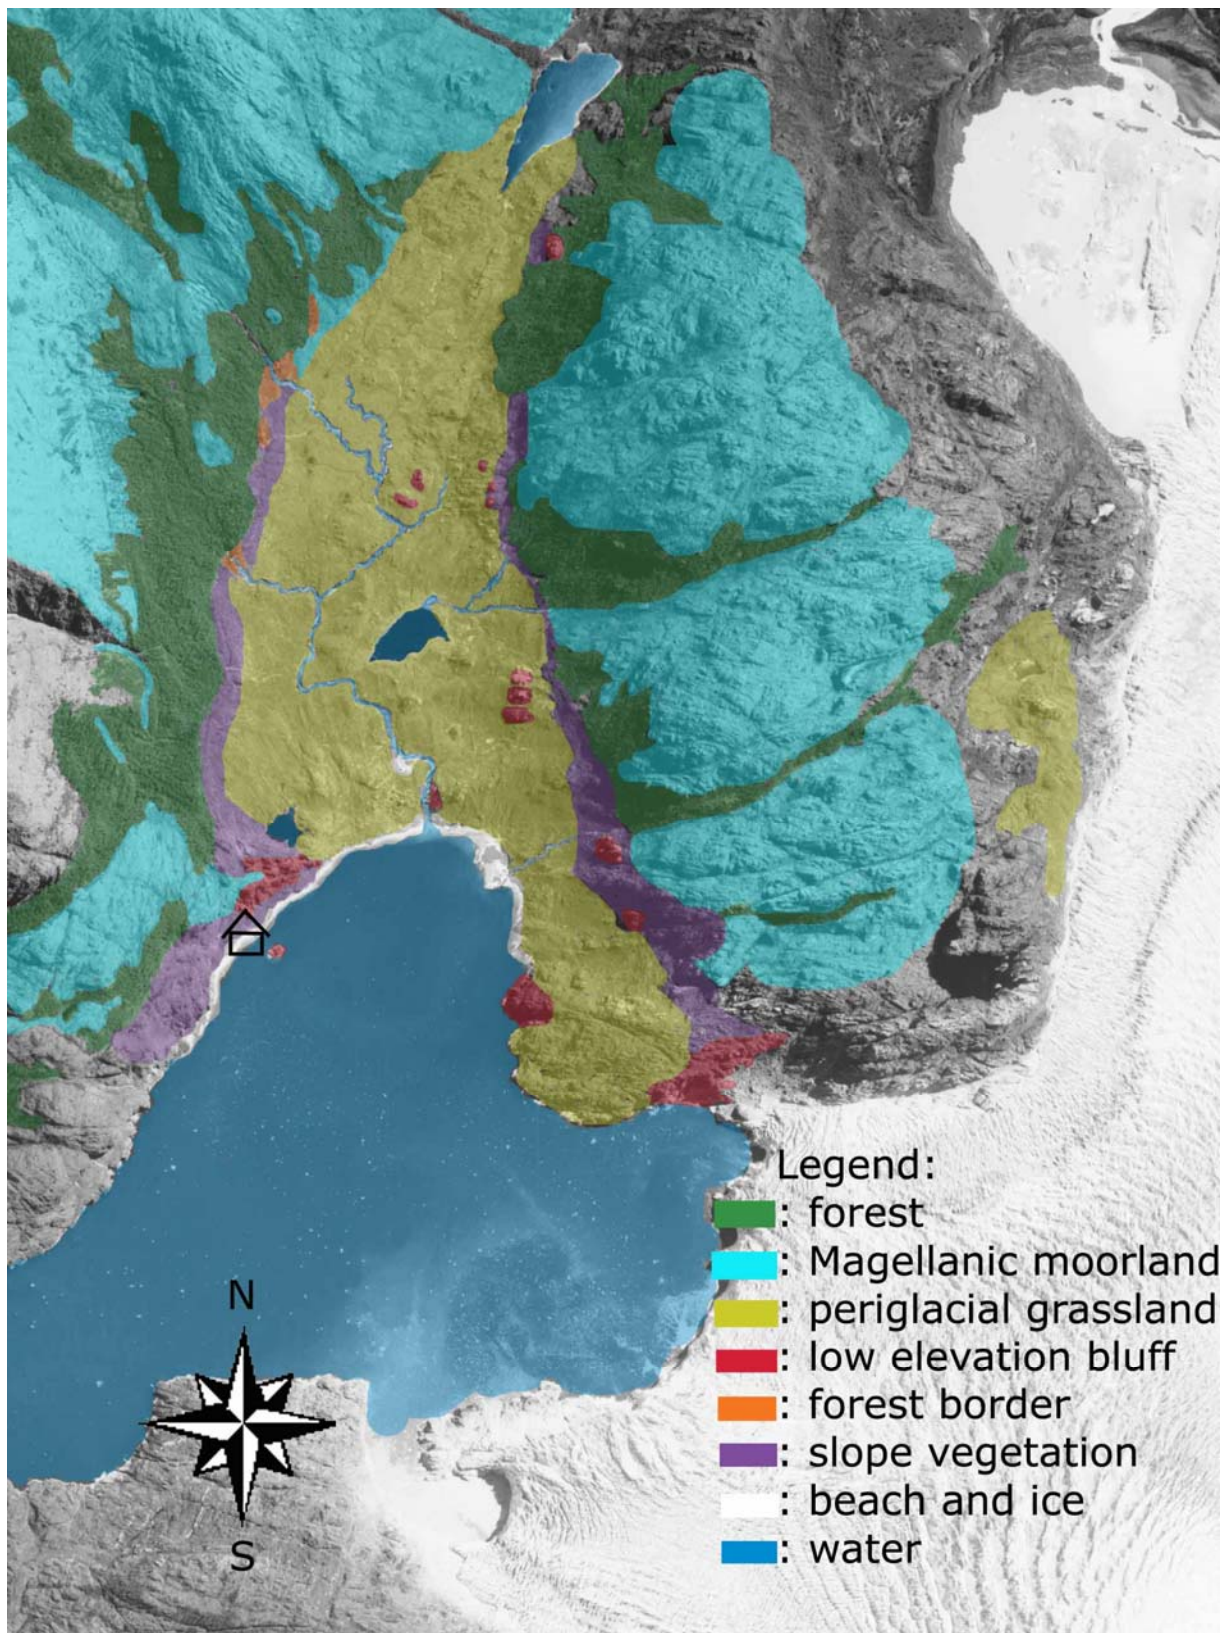 Legend:
: forest
: Magellanic moorland
: periglacial grassland
: low elevation bluff
: forest border
: slope vegetation
: beach and ice
: water
N
S